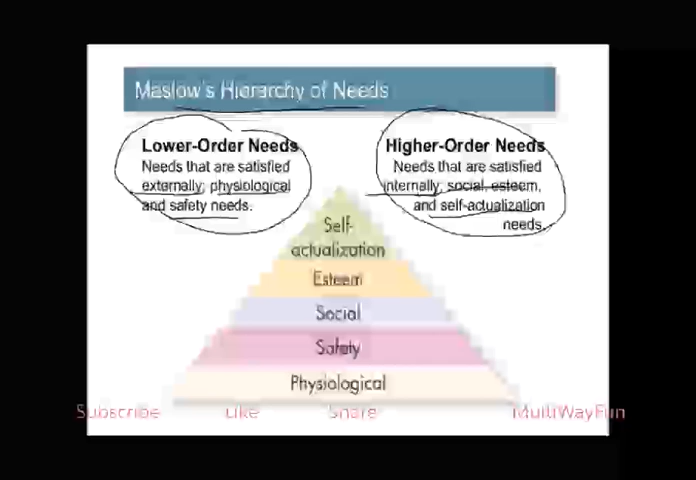 Maslow's Hierarchy of Needs
Lower-Order Needs
Needs that are satisfied
externally; physiological
and safety needs.
Higher-Order Needs
Needs that are satisfied
internally; social, esteem,
and self-actualization
needs.
Self-
actualization
Esteem
Social
Safety
Physiological
Subscribe Like Share MultiWayFun